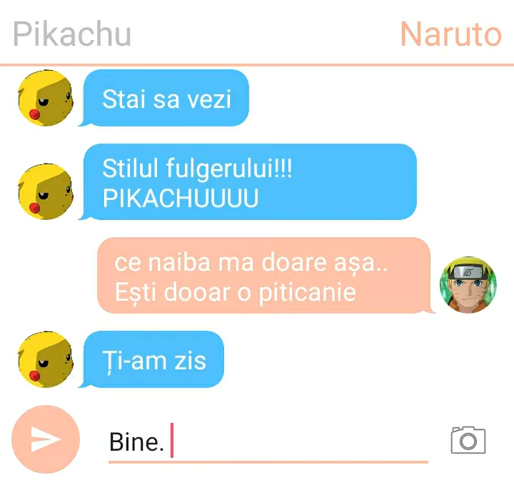 Pikachu Naruto
Stai sa vezi
Stilul fulgerului!!!
PIKACHUUUU
ce naiba ma doare așa..
Ești dooar o piticanie
Ți-am zis
Bine.